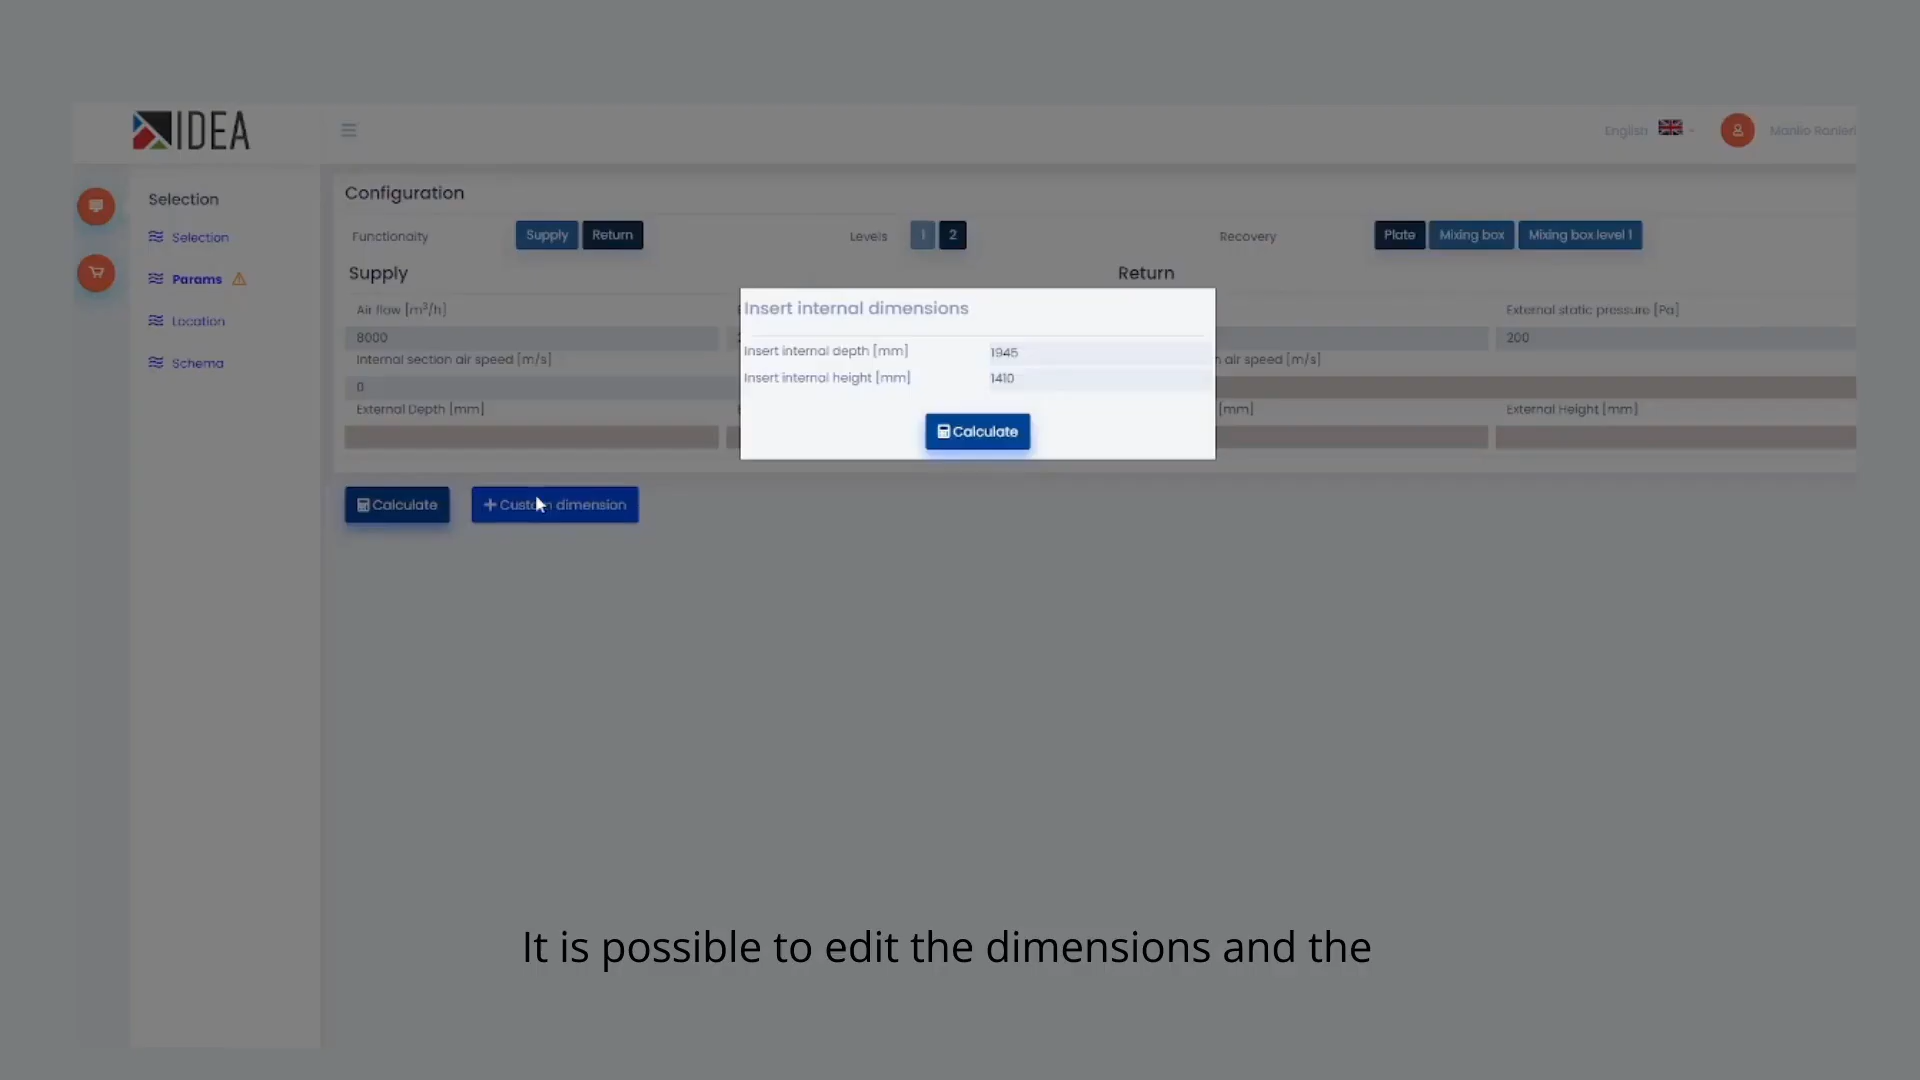 IDEA
English
Manlio Ranieri
Selection
Selection
Params
Location
Schema
Configuration
Functionality
Supply
Return
Levels
1
2
Recovery
Plate
Mixing box
Mixing box level 1
Supply
Return
Air flow [m³/h]
External static pressure [Pa]
8000
200
Internal section air speed [m/s]
air speed [m/s]
0
External Depth [mm]
[mm]
External Height [mm]
Insert internal dimensions
Insert internal depth [mm]
1945
Insert internal height [mm]
1410
Calculate
Calculate
Custom dimension
It is possible to edit the dimensions and the